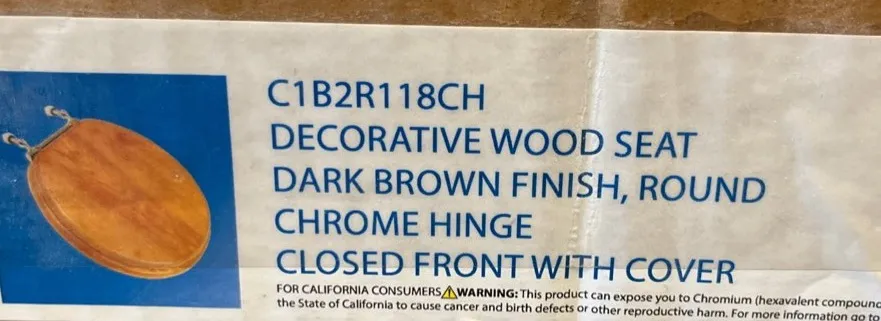 C1B2R118CH
DECORATIVE WOOD SEAT
DARK BROWN FINISH, ROUND
CHROME HINGE
CLOSED FRONT WITH COVER
FOR CALIFORNIA CONSUMERS ⚠WARNING: This product can expose you to Chromium (hexavalent compound
the State of California to cause cancer and birth defects or other reproductive harm. For more information go to